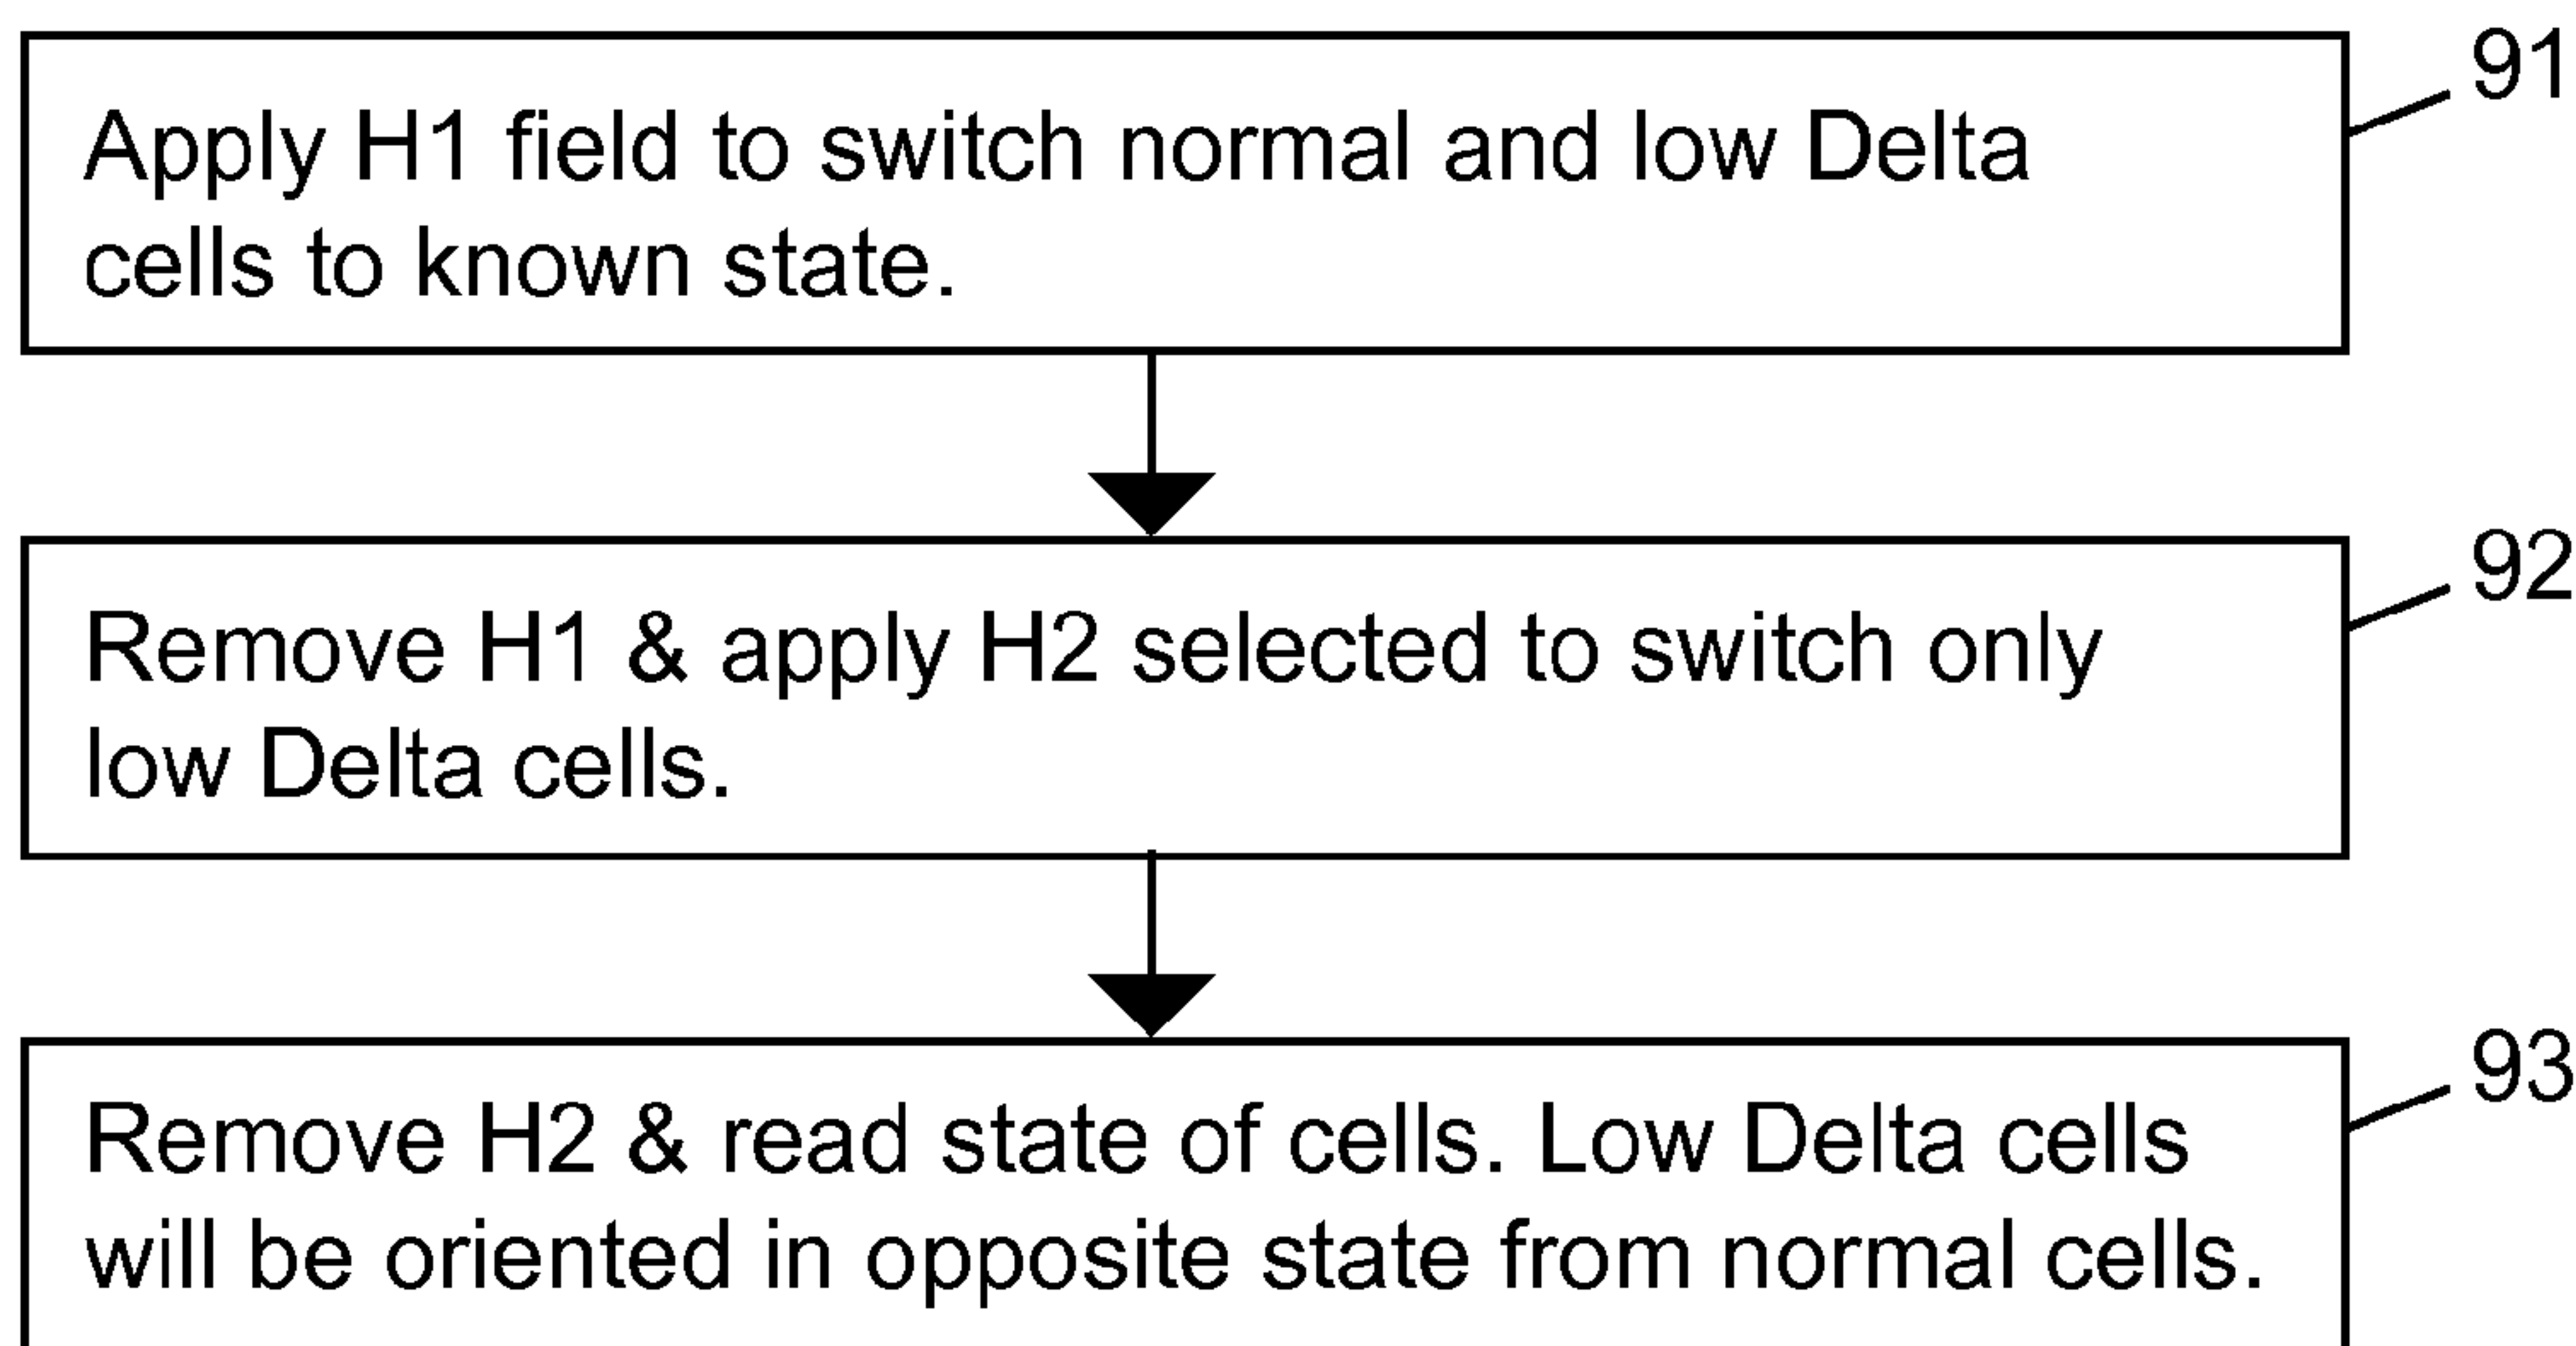 91
Apply H1 field to switch normal and low Delta
cells to known state.
92
Remove H1 & apply H2 selected to switch only
low Delta cells.
93
Remove H2 & read state of cells. Low Delta cells
will be oriented in opposite state from normal cells.